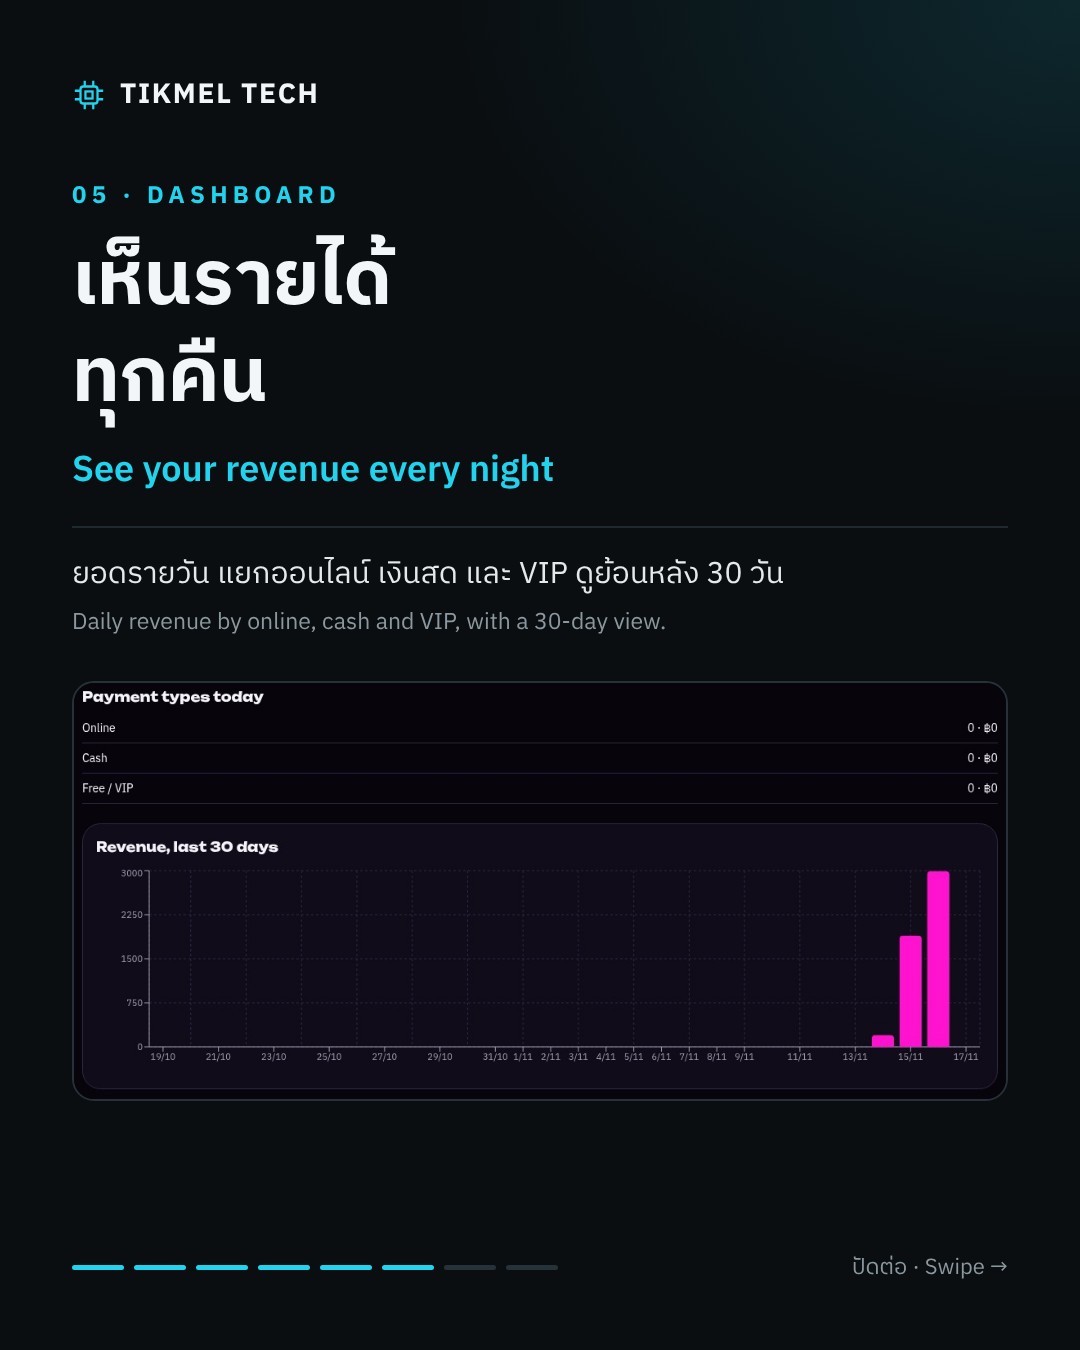 TIKMEL TECH
05 · DASHBOARD
เห็นรายได้
ทุกคืน
See your revenue every night
ยอดรายวัน แยกออนไลน์ เงินสด และ VIP ดูย้อนหลัง 30 วัน
Daily revenue by online, cash and VIP, with a 30-day view.
Payment types today
Online 0 · ฿0
Cash 0 · ฿0
Free / VIP 0 · ฿0
Revenue, last 30 days
3000
2250
1500
750
0
19/10 21/10 23/10 25/10 27/10 29/10 31/10 1/11 2/11 3/11 4/11 5/11 6/11 7/11 8/11 9/11 11/11 13/11 15/11 17/11
ปัดต่อ · Swipe →